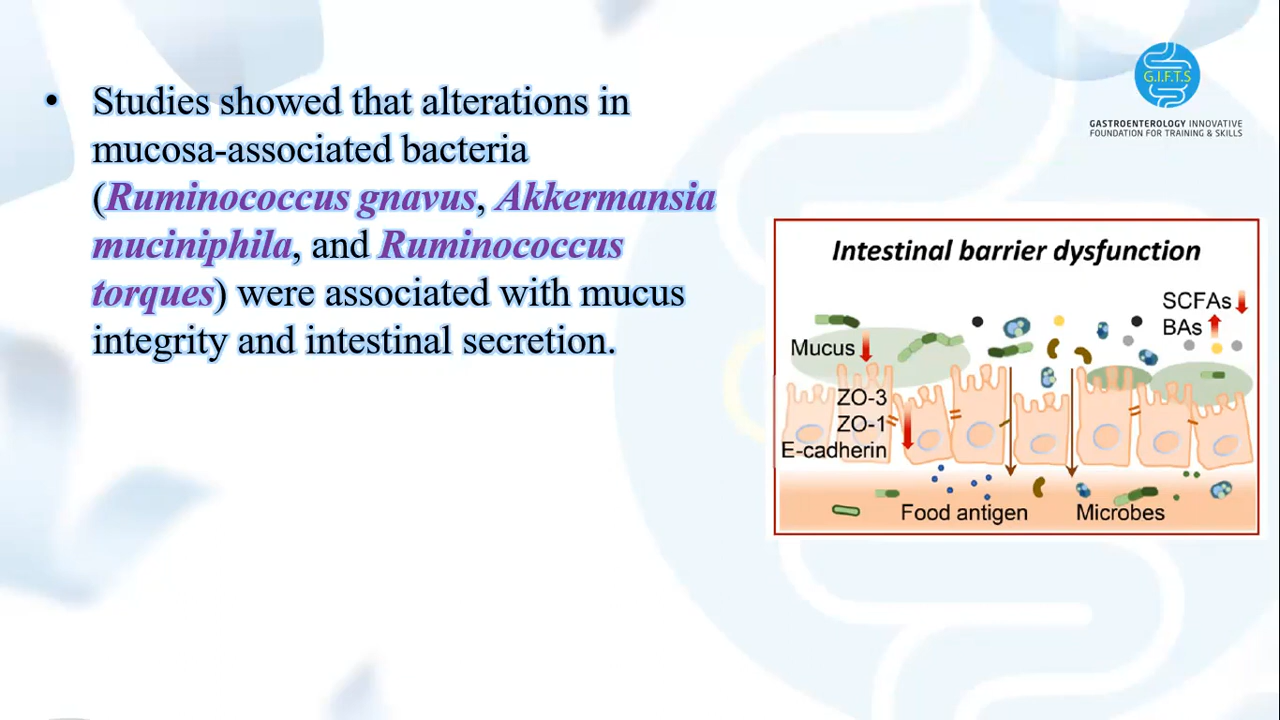 • Studies showed that alterations in
mucosa-associated bacteria
(Ruminococcus gnavus, Akkermansia
muciniphila, and Ruminococcus
torques) were associated with mucus
integrity and intestinal secretion.
G.I.F.T.S
GASTROENTEROLOGY INNOVATIVE
FOUNDATION FOR TRAINING & SKILLS
Intestinal barrier dysfunction
SCFAs
BAs
Mucus
ZO-3
ZO-1
E-cadherin
Food antigen
Microbes